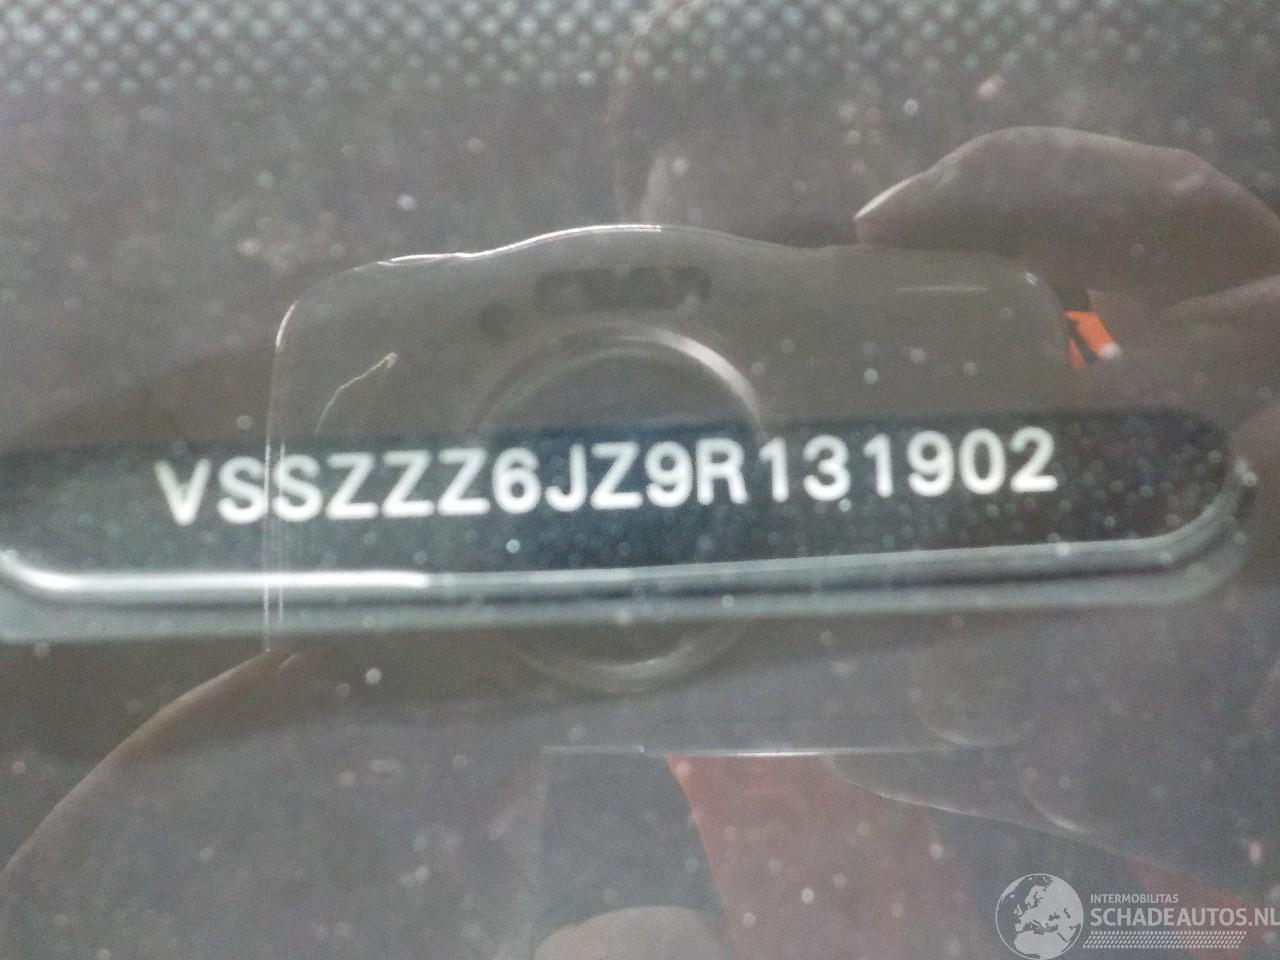 VSSZZZ6JZ9R131902
INTERMOBILITAS
SCHADEAUTOS.NL